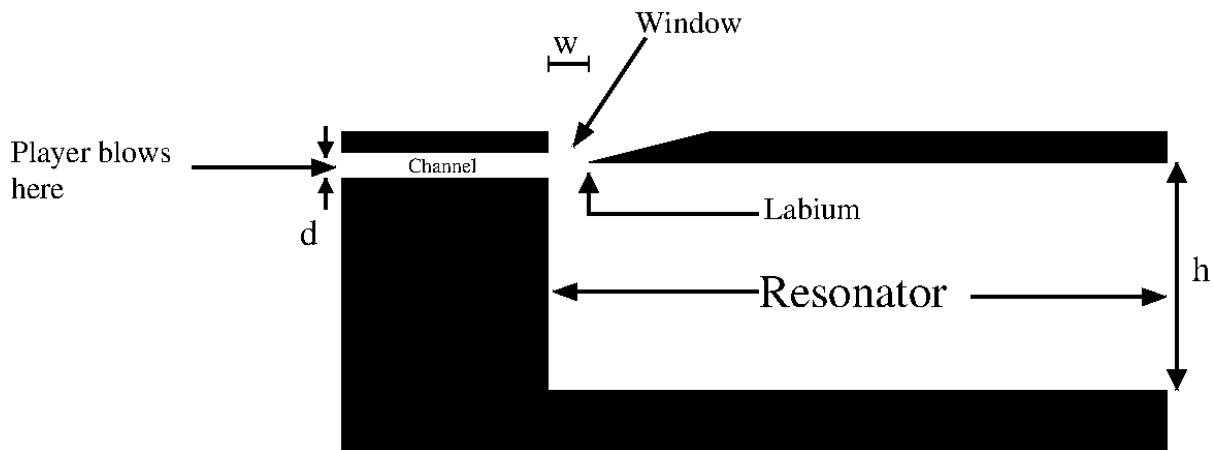 Window
w
Player blows
here
Channel
d
Labium
Resonator
h